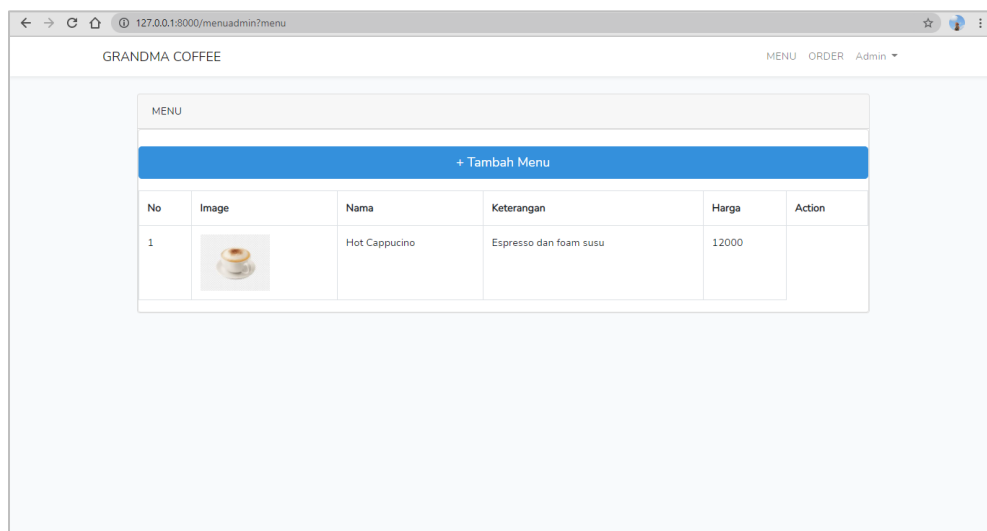 127.0.0.1:8000/menuadmin?menu
GRANDMA COFFEE MENU ORDER Admin
MENU
+ Tambah Menu
No Image Nama Keterangan Harga Action
1 Hot Cappucino Espresso dan foam susu 12000